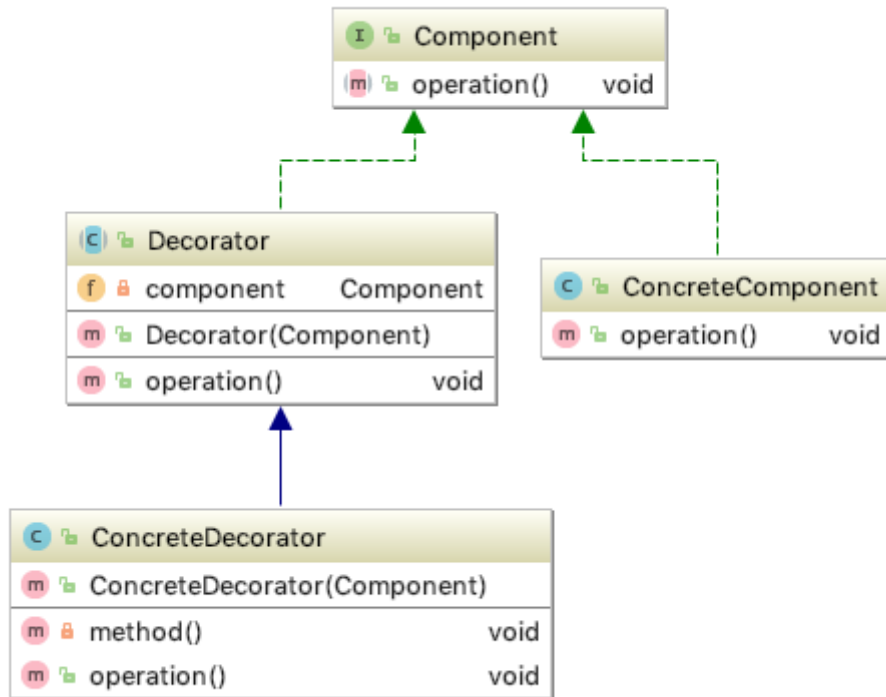 I Component
m operation() void
C Decorator
f component Component
m Decorator(Component)
m operation() void
C ConcreteComponent
m operation() void
C ConcreteDecorator
m ConcreteDecorator(Component)
m method() void
m operation() void